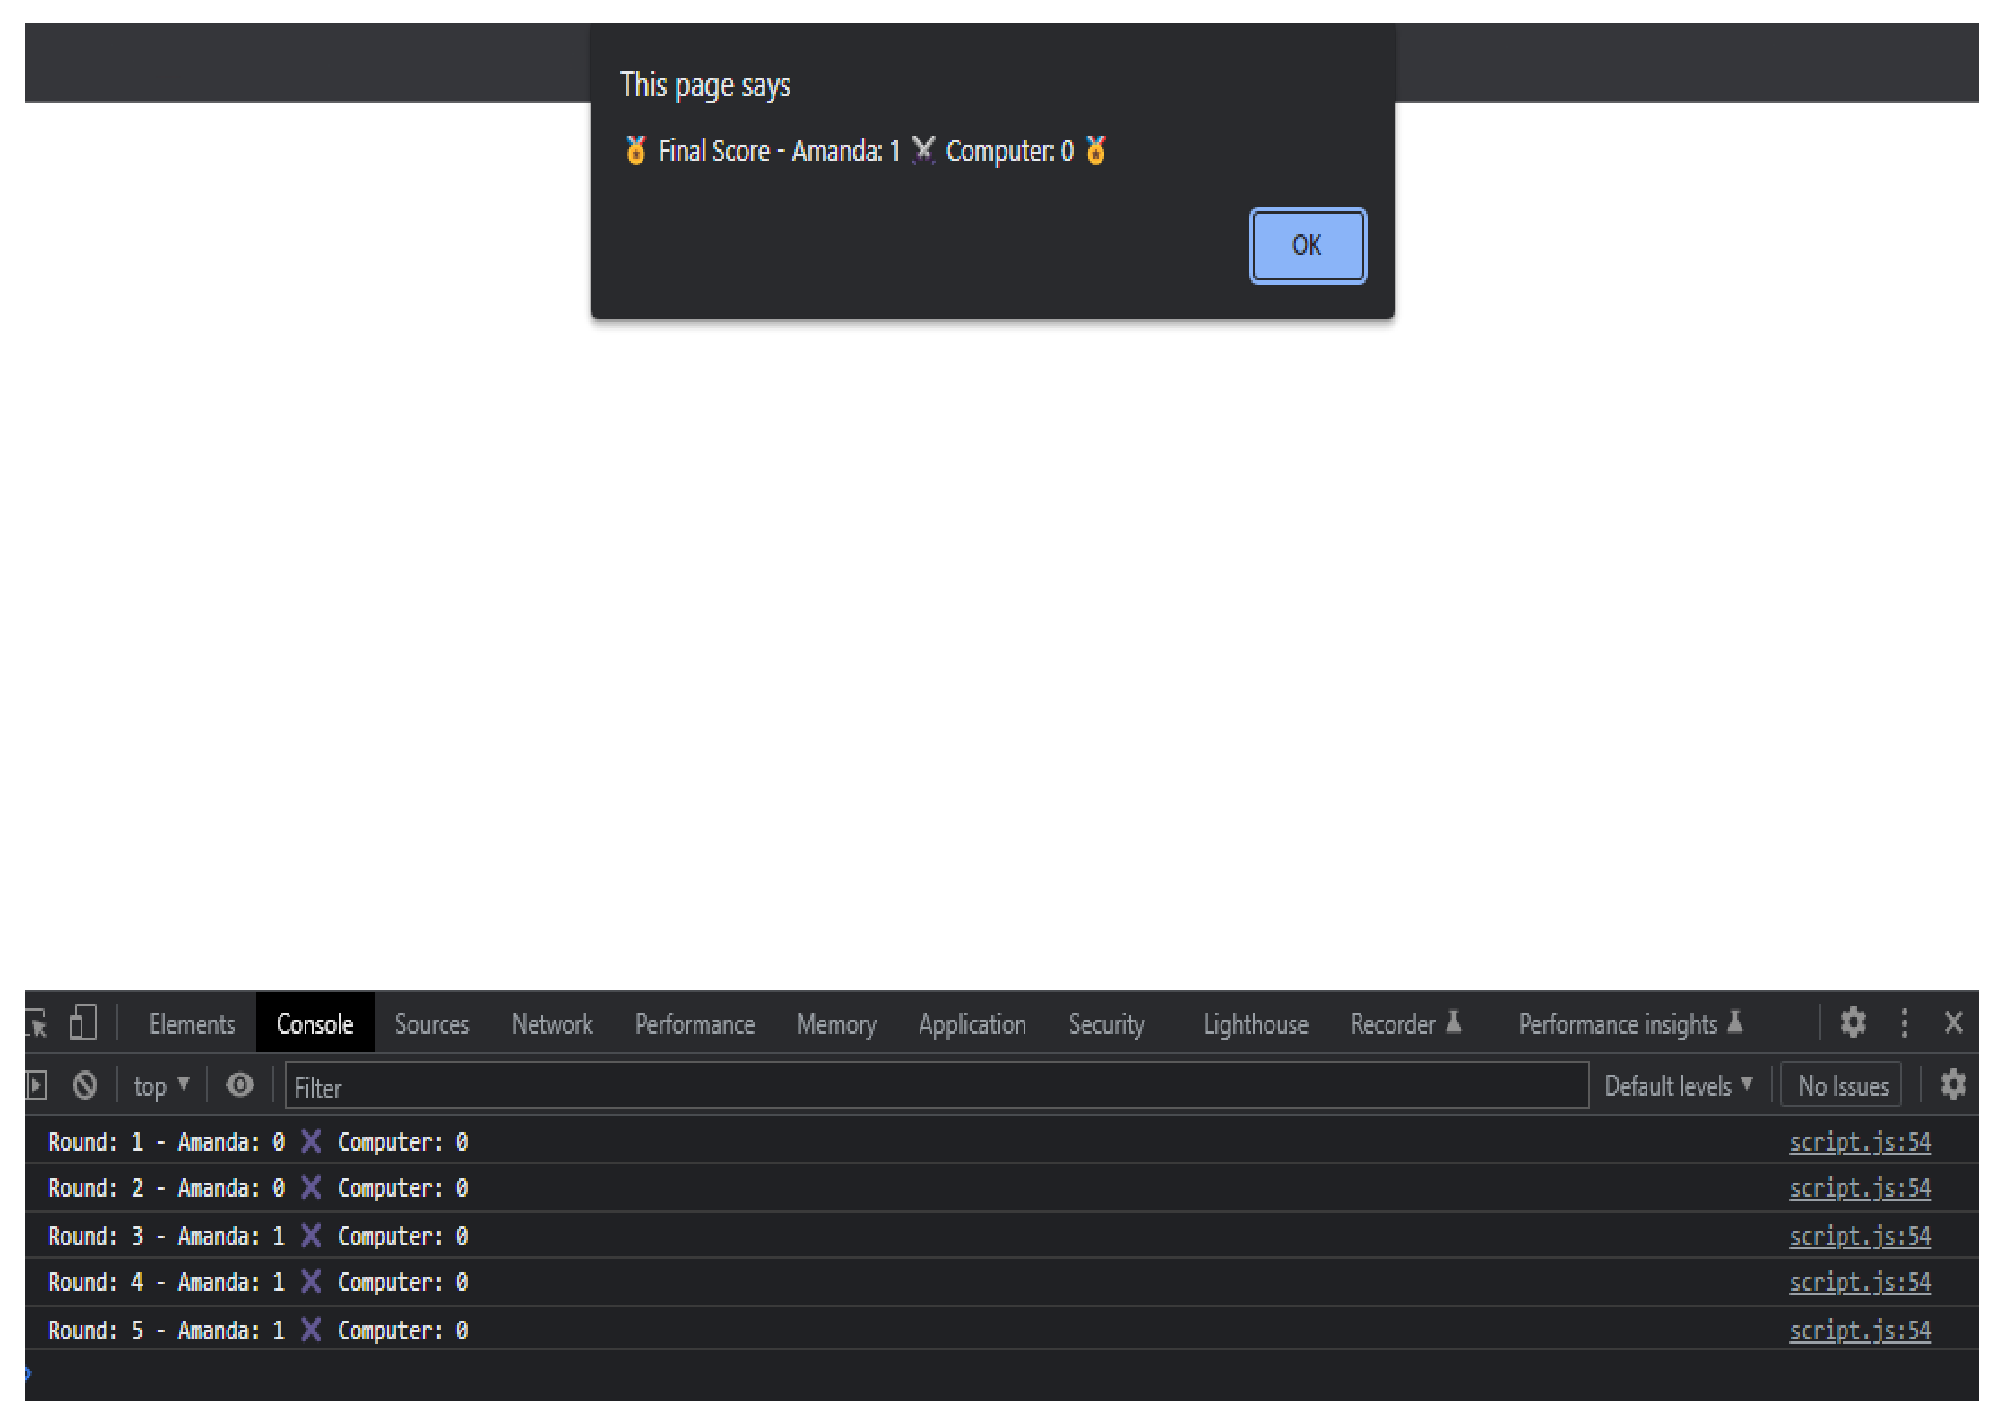 This page says
🏅 Final Score - Amanda: 1 ⚔ Computer: 0 🏅
OK
Elements Console Sources Network Performance Memory Application Security Lighthouse Recorder Performance insights
top ▼ Filter Default levels ▼ No Issues
Round: 1 - Amanda: 0 ✖ Computer: 0 script.js:54
Round: 2 - Amanda: 0 ✖ Computer: 0 script.js:54
Round: 3 - Amanda: 1 ✖ Computer: 0 script.js:54
Round: 4 - Amanda: 1 ✖ Computer: 0 script.js:54
Round: 5 - Amanda: 1 ✖ Computer: 0 script.js:54